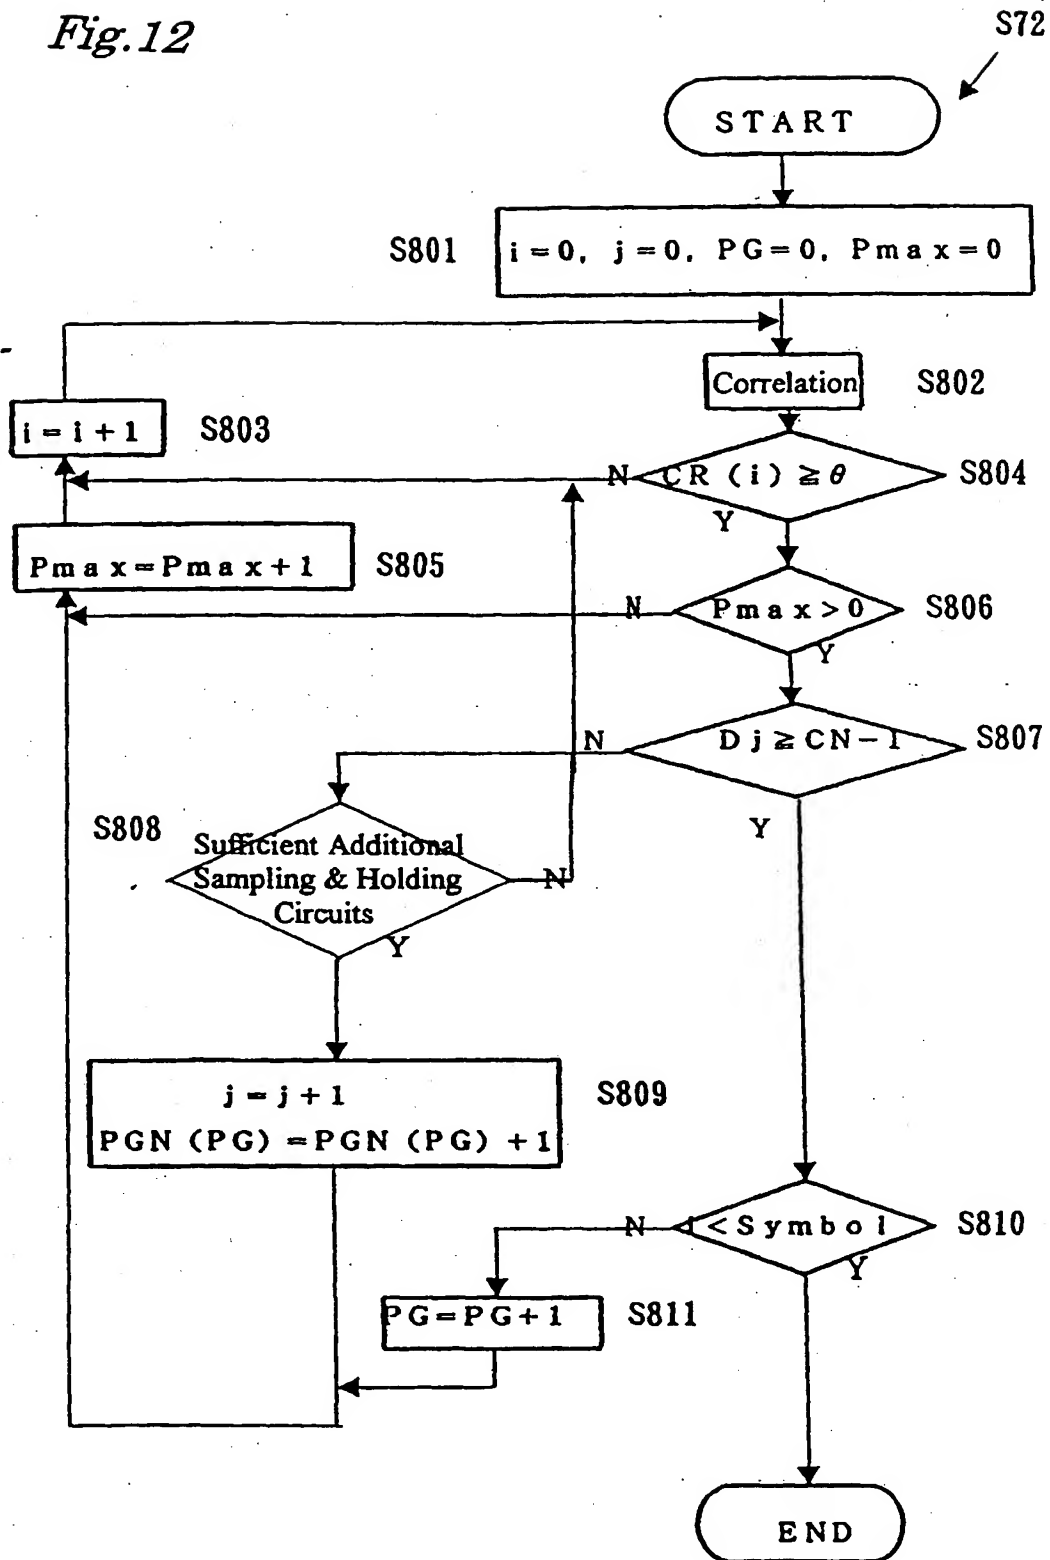 Fig.12
S72
START
S801
i=0, j=0, PG=0, Pmax=0
Correlation
S802
i=i+1
S803
N
CR (i) ≧θ
S804
Y
Pmax=Pmax+1
S805
N
Pmax>0
S806
Y
N
Dj≧CN-1
S807
Y
S808
Sufficient Additional
Sampling & Holding
Circuits
N
Y
j=j+1
PGN (PG) =PGN (PG) +1
S809
N
<Symbol
S810
Y
PG=PG+1
S811
END